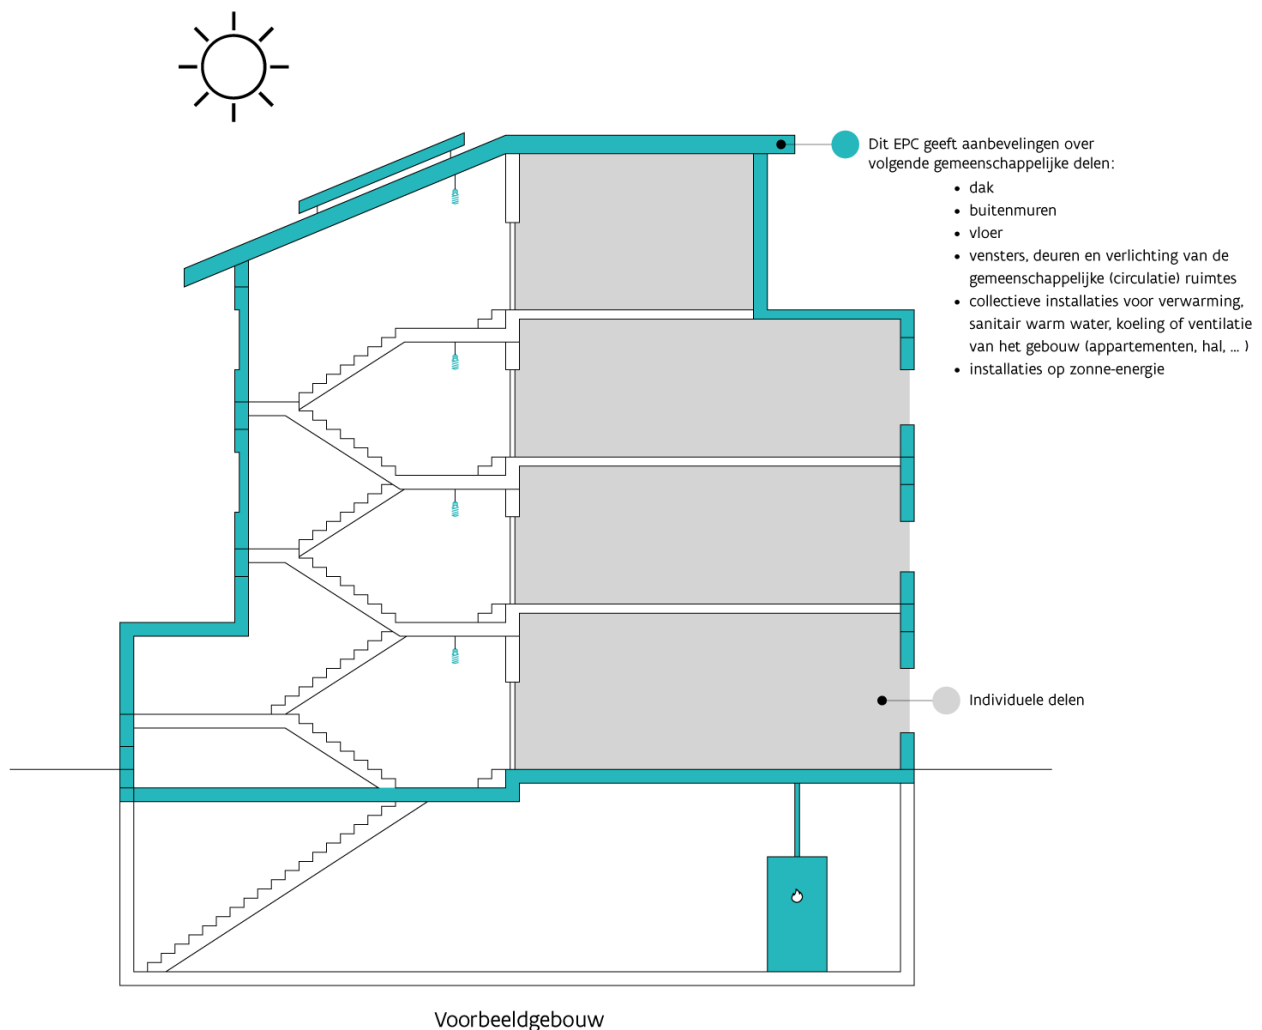 Dit EPC geeft aanbevelingen over
volgende gemeenschappelijke delen:
• dak
• buitenmuren
• vloer
• vensters, deuren en verlichting van de
gemeenschappelijke (circulatie) ruimtes
• collectieve installaties voor verwarming,
sanitair warm water, koeling of ventilatie
van het gebouw (appartementen, hal, ... )
• installaties op zonne-energie
Individuele delen
Voorbeeldgebouw